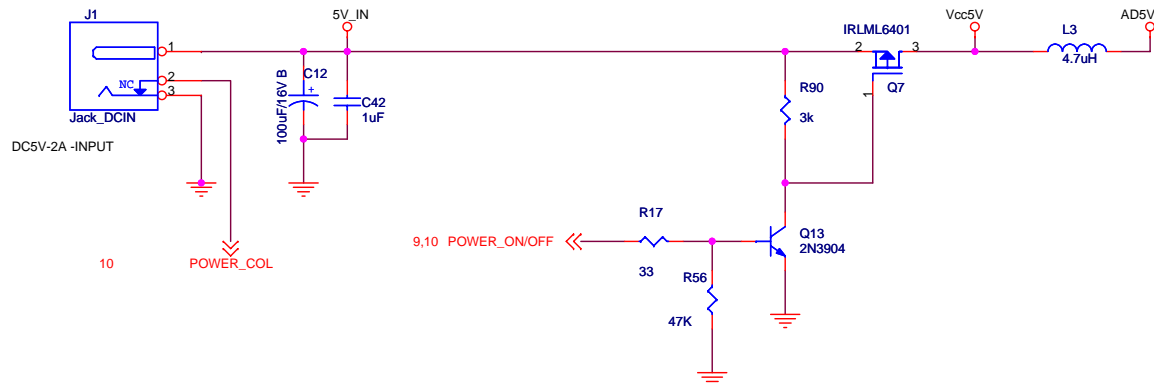 J1
5V_IN
Vcc5V
AD5V
IRLML6401
L3
1
2
3
4.7uH
2
NC
3
C12
+
R90
Q7
100uF/16V B
C42
1
Jack_DCIN
1uF
3k
DC5V-2A -INPUT
R17
Q13
9,10 POWER_ON/OFF
2N3904
10
POWER_COL
33
R56
47K